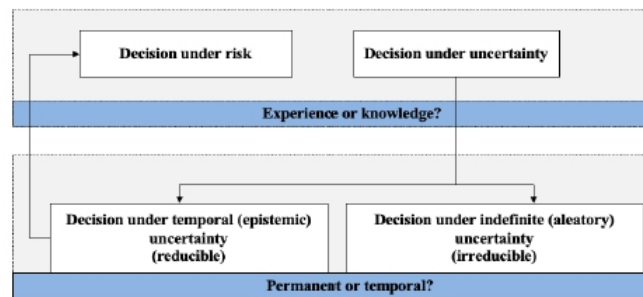 Decision under risk
Decision under uncertainty
Experience or knowledge?
Decision under temporal (epistemic)
uncertainty
(reducible)
Decision under indefinite (aleatory)
uncertainty
(irreducible)
Permanent or temporal?